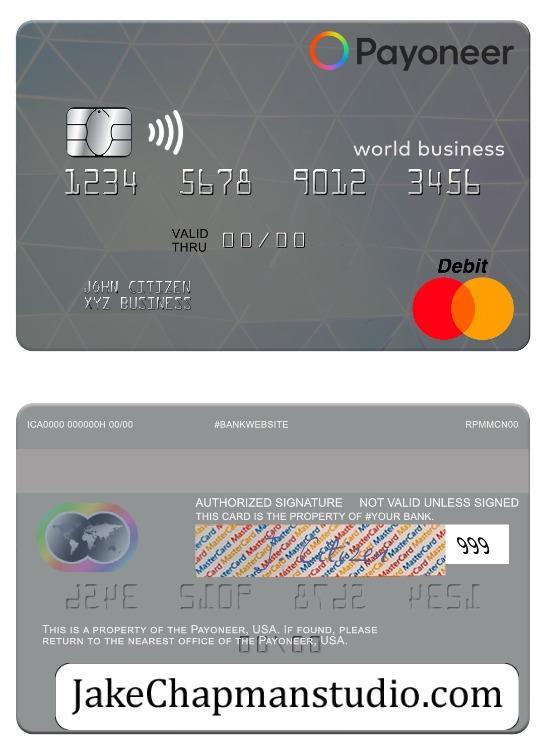 Payoneer
world business
1234 5678 9012 3456
VALID THRU 00/00
Debit
JOHN CITIZEN
XYZ BUSINESS
ICA0000 000000H 00/00 #BANKWEBSITE RPMMCN00
AUTHORIZED SIGNATURE NOT VALID UNLESS SIGNED
THIS CARD IS THE PROPERTY OF #YOUR BANK.
MasterCard MasterCard MasterCard
999
THIS IS A PROPERTY OF THE PAYONEER, USA. IF FOUND, PLEASE
RETURN TO THE NEAREST OFFICE OF THE PAYONEER, USA.
JakeChapmanstudio.com